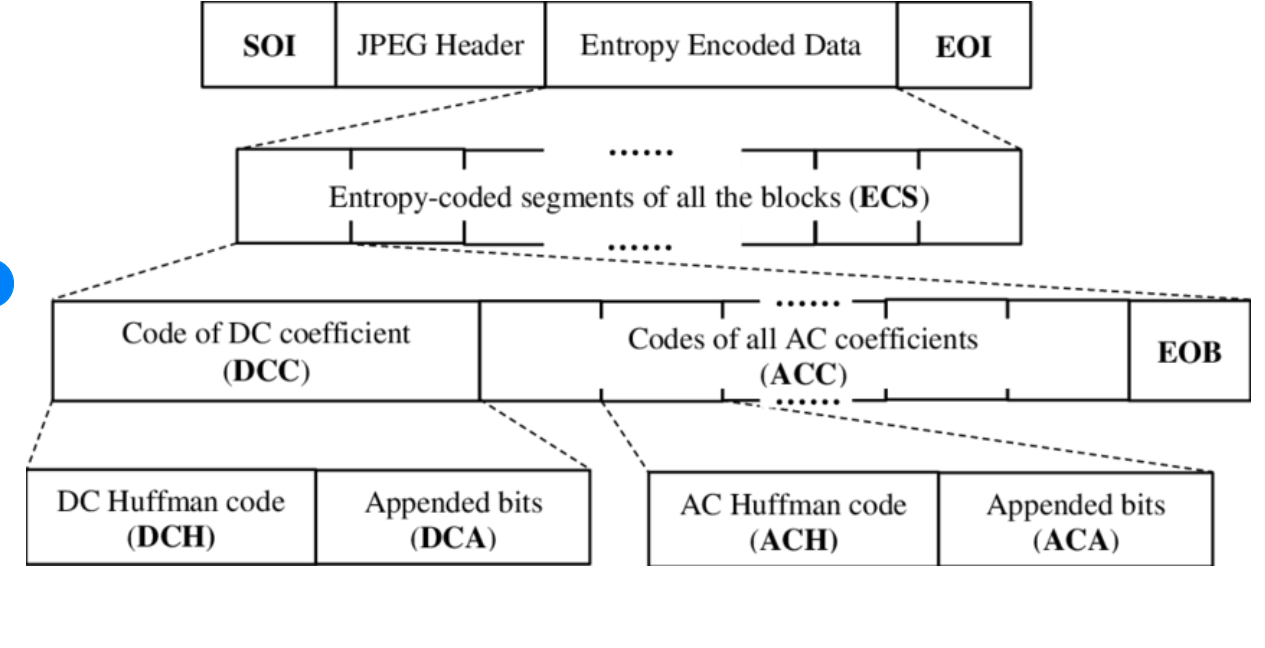 SOI JPEG Header Entropy Encoded Data EOI
......
Entropy-coded segments of all the blocks (ECS)
......
......
Code of DC coefficient
(DCC)
Codes of all AC coefficients
(ACC)
EOB
......
DC Huffman code
(DCH)
Appended bits
(DCA)
AC Huffman code
(ACH)
Appended bits
(ACA)